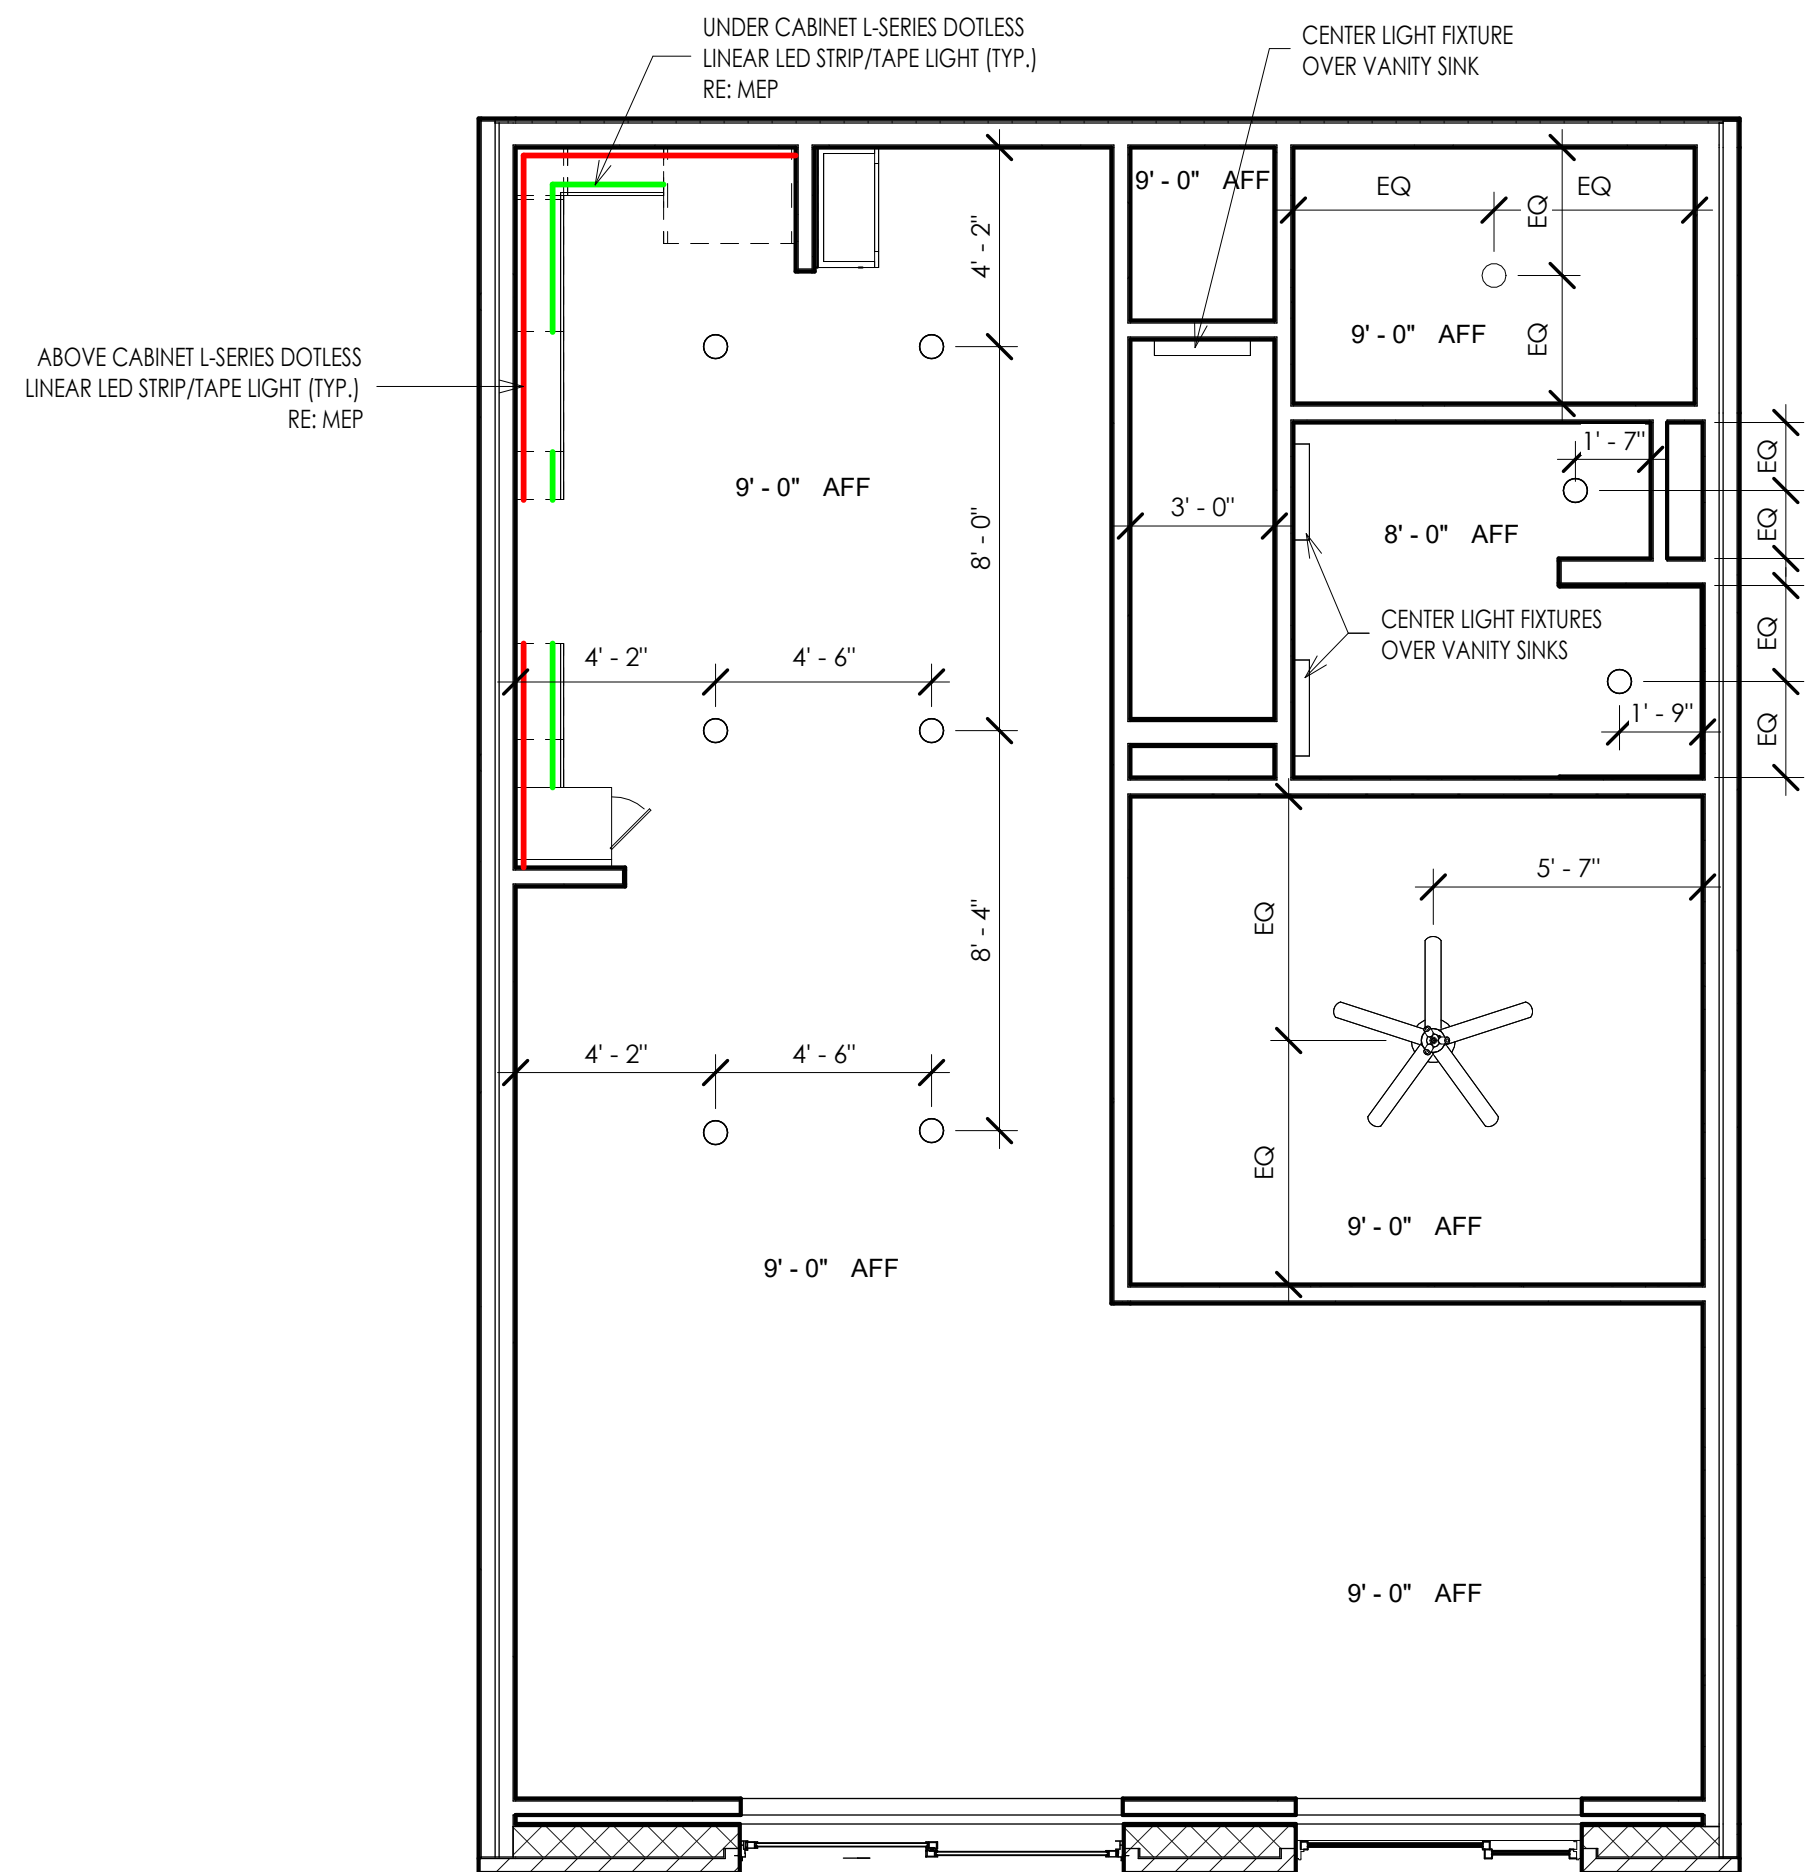 UNDER CABINET L-SERIES DOTLESS
LINEAR LED STRIP/TAPE LIGHT (TYP.)
RE: MEP
CENTER LIGHT FIXTURE
OVER VANITY SINK
9' - 0" AFF
EQ
EQ
EQ
EQ
4' - 2"
9' - 0" AFF
ABOVE CABINET L-SERIES DOTLESS
LINEAR LED STRIP/TAPE LIGHT (TYP.)
RE: MEP
1' - 7"
EQ
EQ
9' - 0" AFF
3' - 0"
8' - 0"
8' - 0" AFF
CENTER LIGHT FIXTURES
OVER VANITY SINKS
EQ
EQ
4' - 2"
4' - 6"
1' - 9"
5' - 7"
EQ
8' - 4"
4' - 2"
4' - 6"
EQ
9' - 0" AFF
9' - 0" AFF
9' - 0" AFF